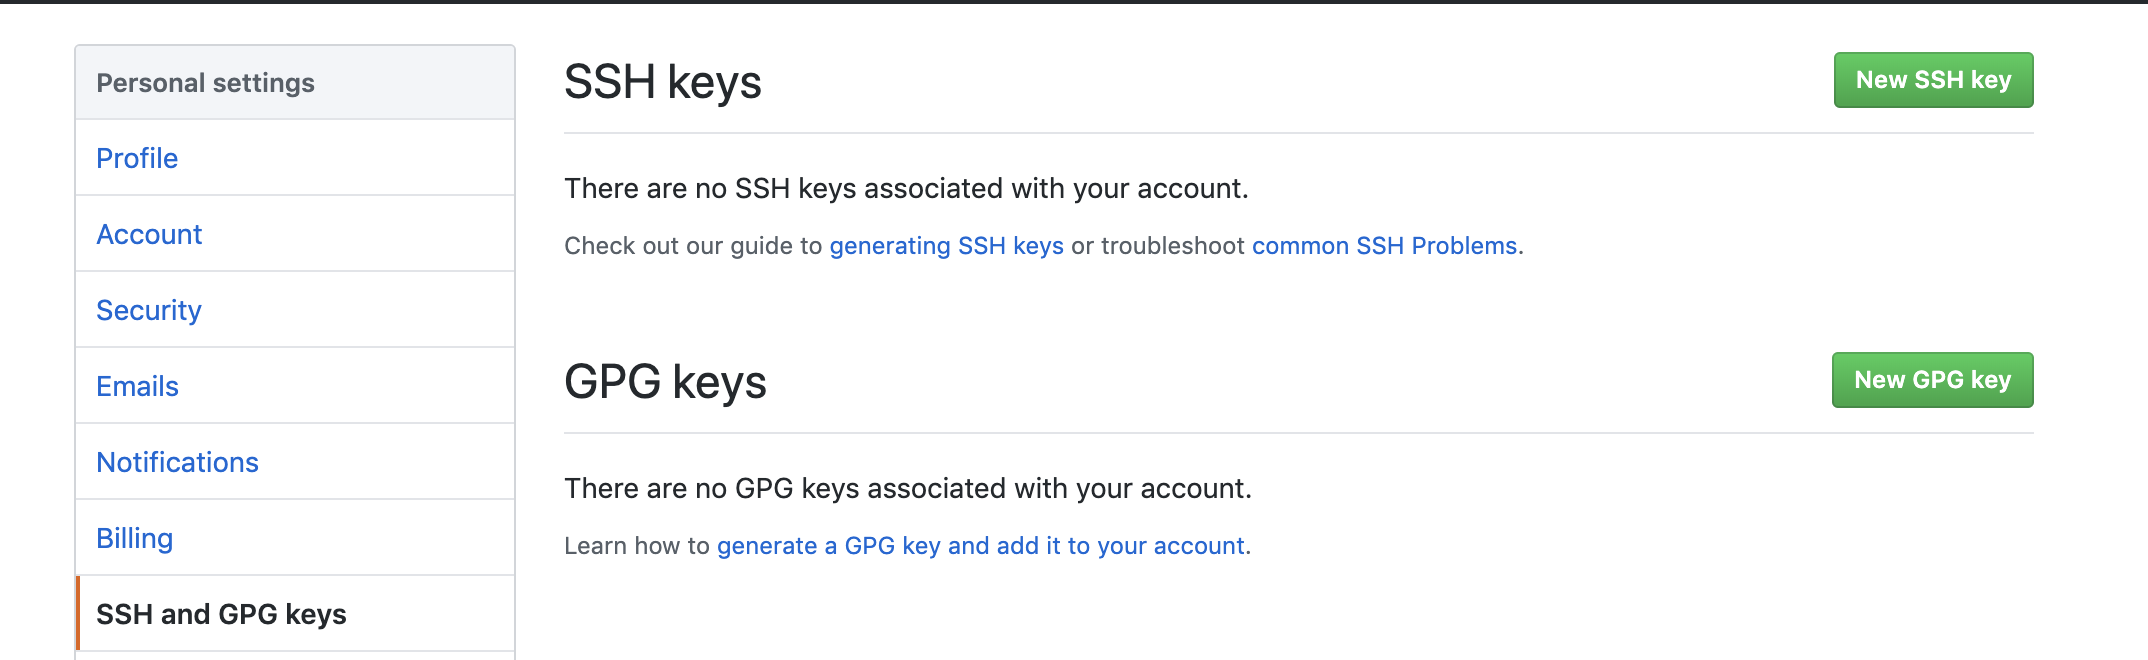 Personal settings
Profile
Account
Security
Emails
Notifications
Billing
SSH and GPG keys
SSH keys
New SSH key
There are no SSH keys associated with your account.
Check out our guide to generating SSH keys or troubleshoot common SSH Problems.
GPG keys
New GPG key
There are no GPG keys associated with your account.
Learn how to generate a GPG key and add it to your account.